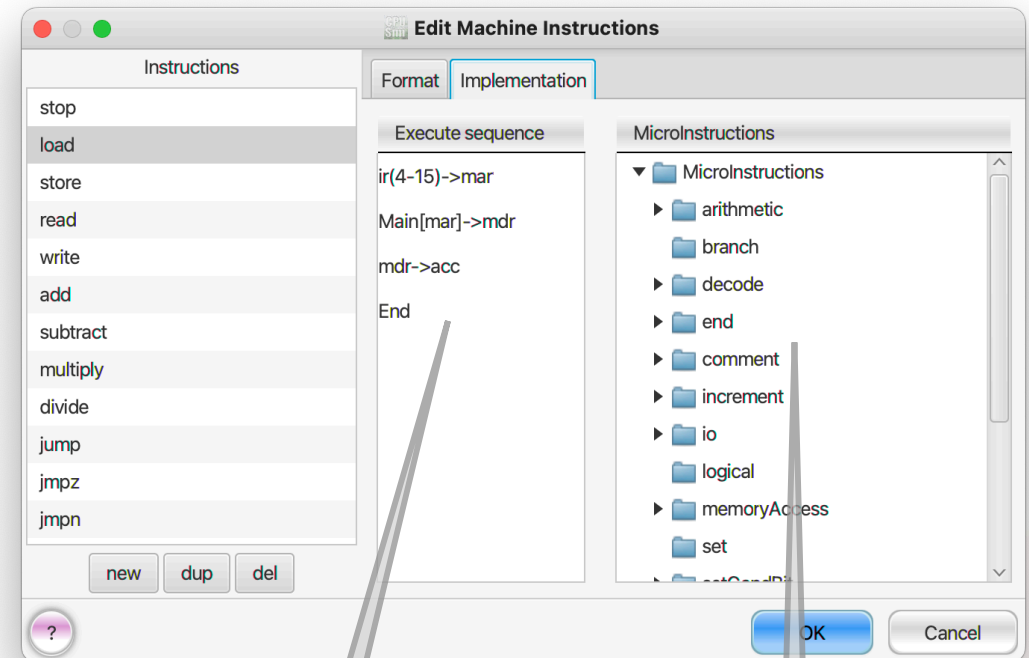 Edit Machine Instructions
Instructions
stop
load
store
read
write
add
subtract
multiply
divide
jump
jmpz
jmpn
new dup del
Format Implementation
Execute sequence
ir(4-15)->mar
Main[mar]->mdr
mdr->acc
End
MicroInstructions
MicroInstructions
arithmetic
branch
decode
end
comment
increment
io
logical
memoryAccess
set
?
OK Cancel